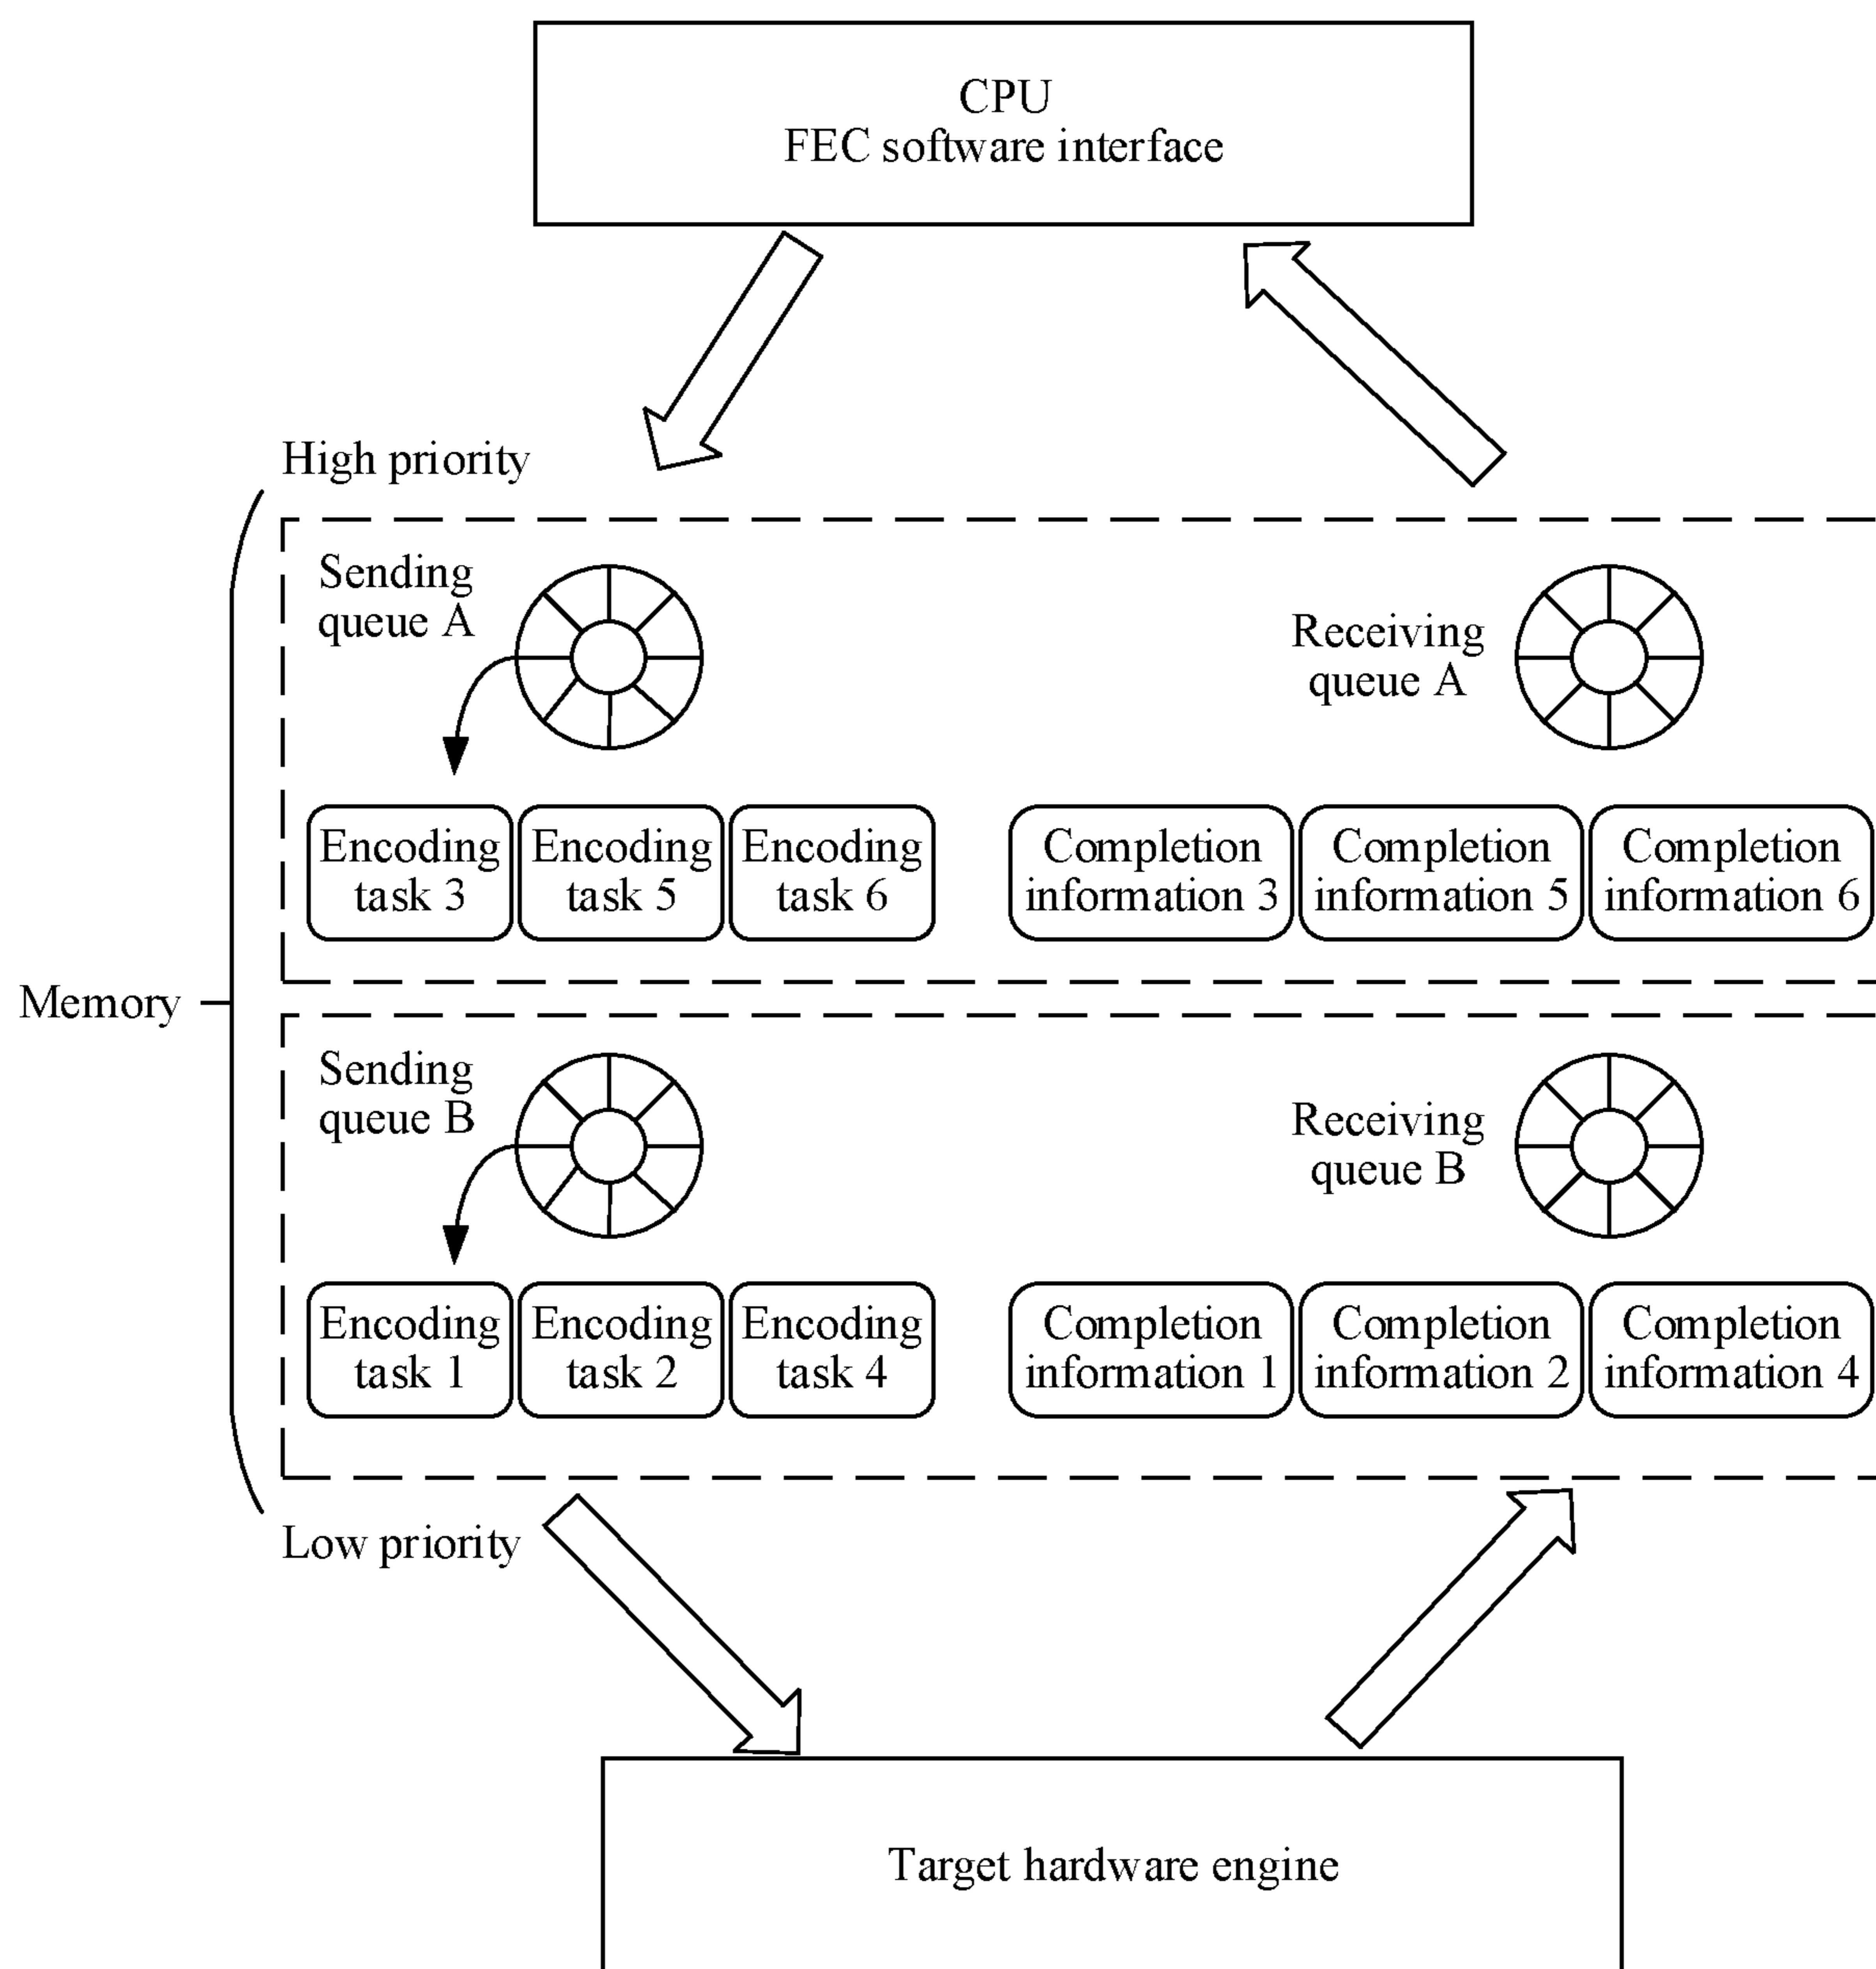 CPU
FEC software interface
High priority
Sending
queue A
Receiving
queue A
Encoding
task 3
Encoding
task 5
Encoding
task 6
Completion
information 3
Completion
information 5
Completion
information 6
Memory
Sending
queue B
Receiving
queue B
Encoding
task 1
Encoding
task 2
Encoding
task 4
Completion
information 1
Completion
information 2
Completion
information 4
Low priority
Target hardware engine